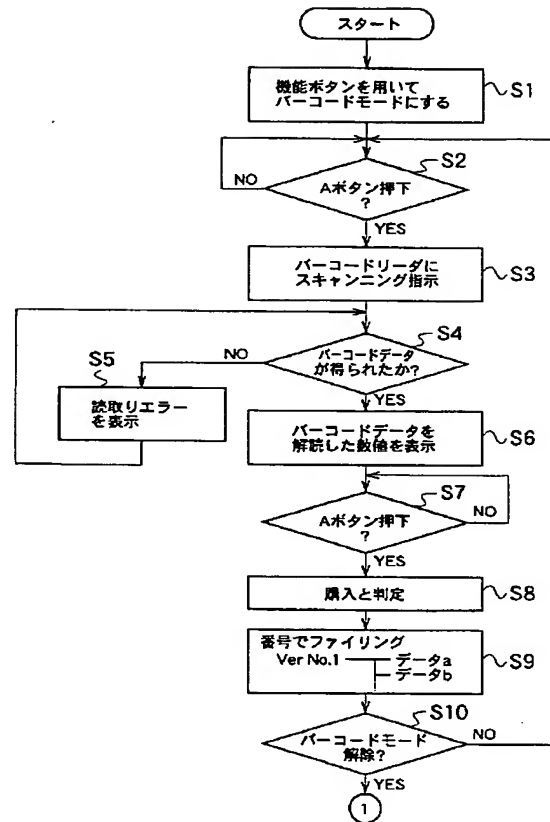 スタート
機能ボタンを用いて
バーコードモードにする
S1
S2
NO
Aボタン押下
?
YES
バーコードリーダに
スキャンニング指示
S3
S4
S5
NO
バーコードデータ
が得られたか?
読取りエラー
を表示
YES
バーコードデータを
解読した数値を表示
S6
S7
NO
Aボタン押下
?
YES
購入と判定
S8
番号でファイリング
Ver No.1 データa
データb
S9
S10
バーコードモード
解除?
NO
YES
1